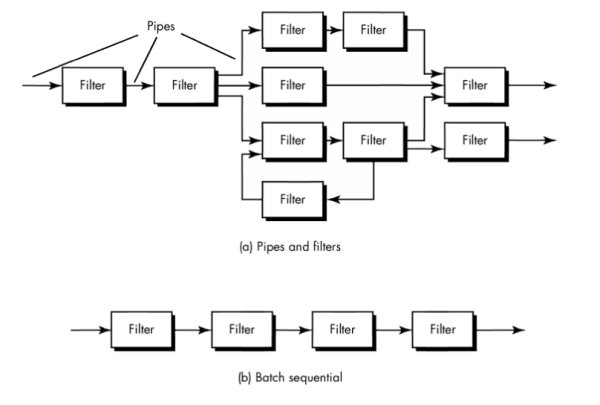 Pipes
Filter Filter
Filter Filter Filter Filter
Filter Filter Filter
Filter
(a) Pipes and filters
Filter Filter Filter Filter
(b) Batch sequential